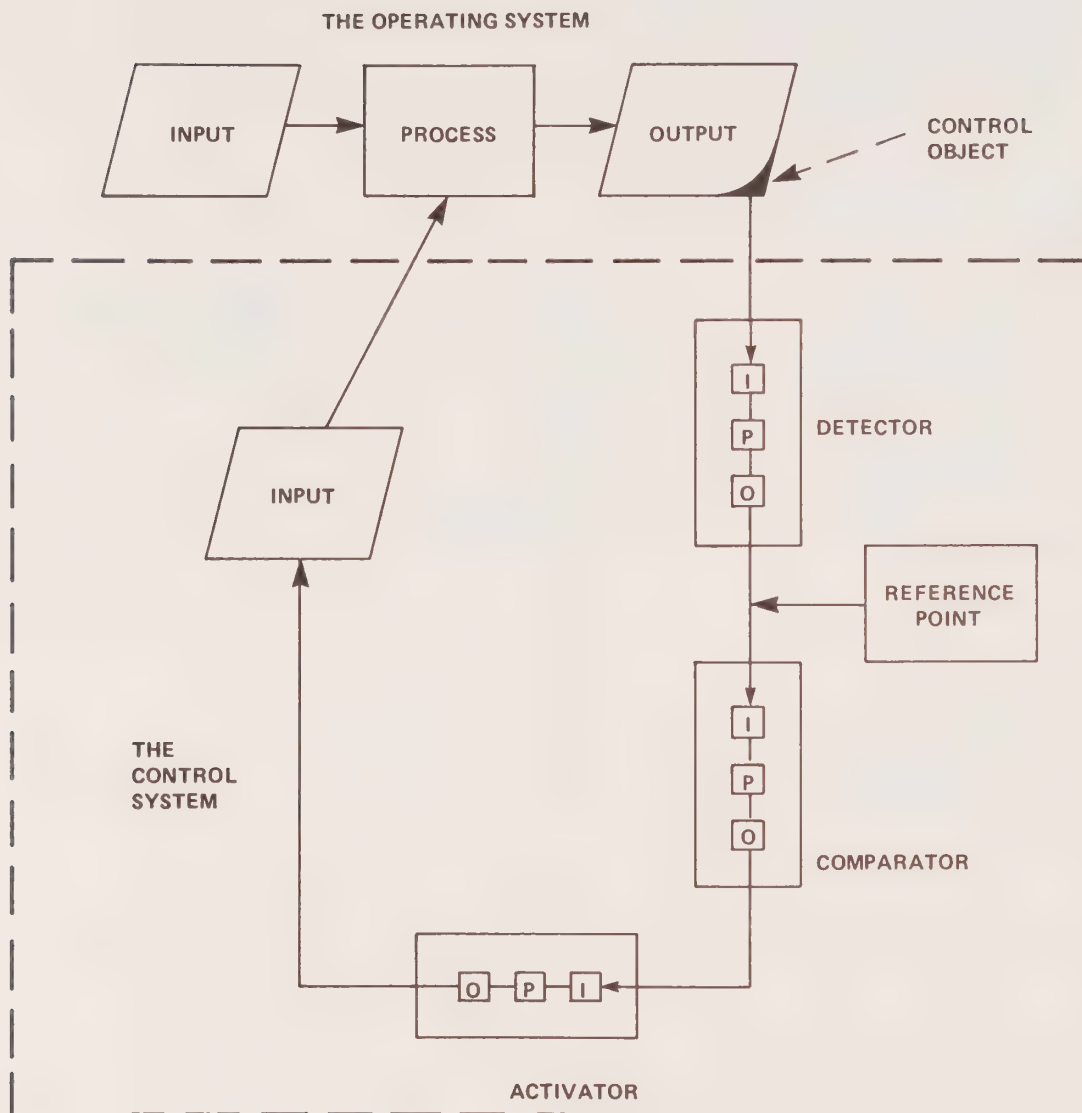 THE OPERATING SYSTEM
INPUT
PROCESS
OUTPUT
CONTROL
OBJECT
I
P
O
DETECTOR
INPUT
REFERENCE
POINT
I
P
O
COMPARATOR
THE
CONTROL
SYSTEM
O P I
ACTIVATOR